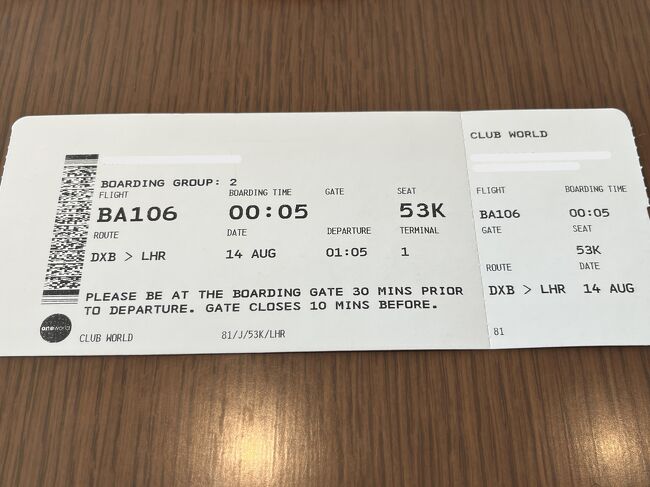 BOARDING GROUP: 2
FLIGHT BOARDING TIME GATE SEAT
BA106 00:05 53K
ROUTE DATE DEPARTURE TERMINAL
DXB > LHR 14 AUG 01:05 1
PLEASE BE AT THE BOARDING GATE 30 MINS PRIOR
TO DEPARTURE. GATE CLOSES 10 MINS BEFORE.
oneworld
CLUB WORLD 81/J/53K/LHR
CLUB WORLD
FLIGHT BOARDING TIME
BA106 00:05
GATE SEAT
53K
ROUTE DATE
DXB > LHR 14 AUG
81